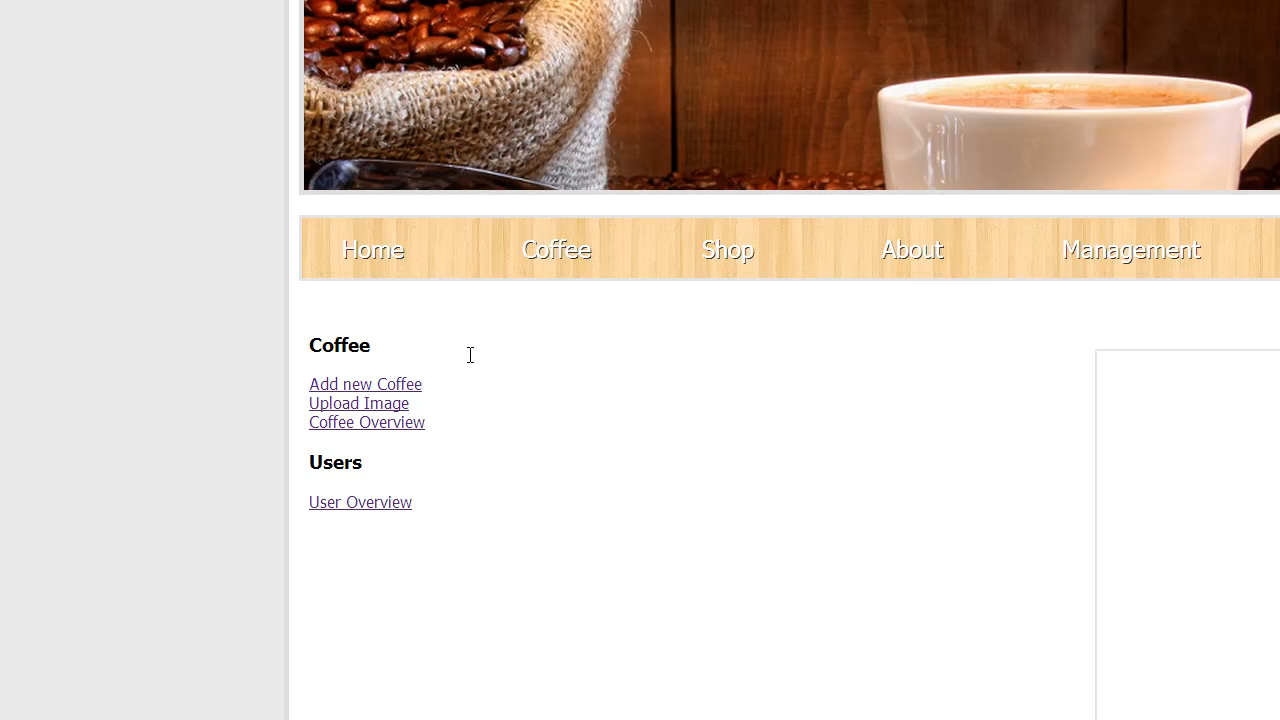 Home Coffee Shop About Management
Coffee
Add new Coffee
Upload Image
Coffee Overview
Users
User Overview